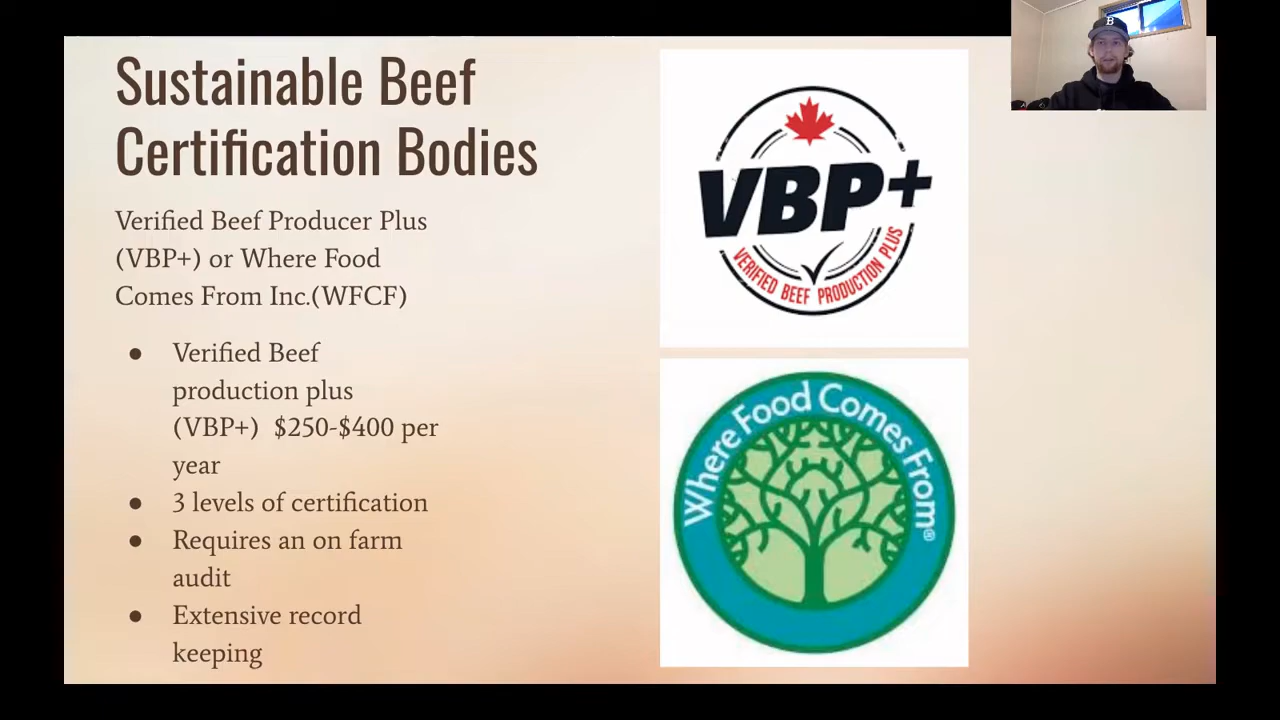 Sustainable Beef
Certification Bodies
Verified Beef Producer Plus
(VBP+) or Where Food
Comes From Inc.(WFCF)
● Verified Beef
production plus
(VBP+) $250-$400 per
year
● 3 levels of certification
● Requires an on farm
audit
● Extensive record
keeping
VBP+
VERIFIED BEEF PRODUCTION PLUS
Where Food Comes From®
B